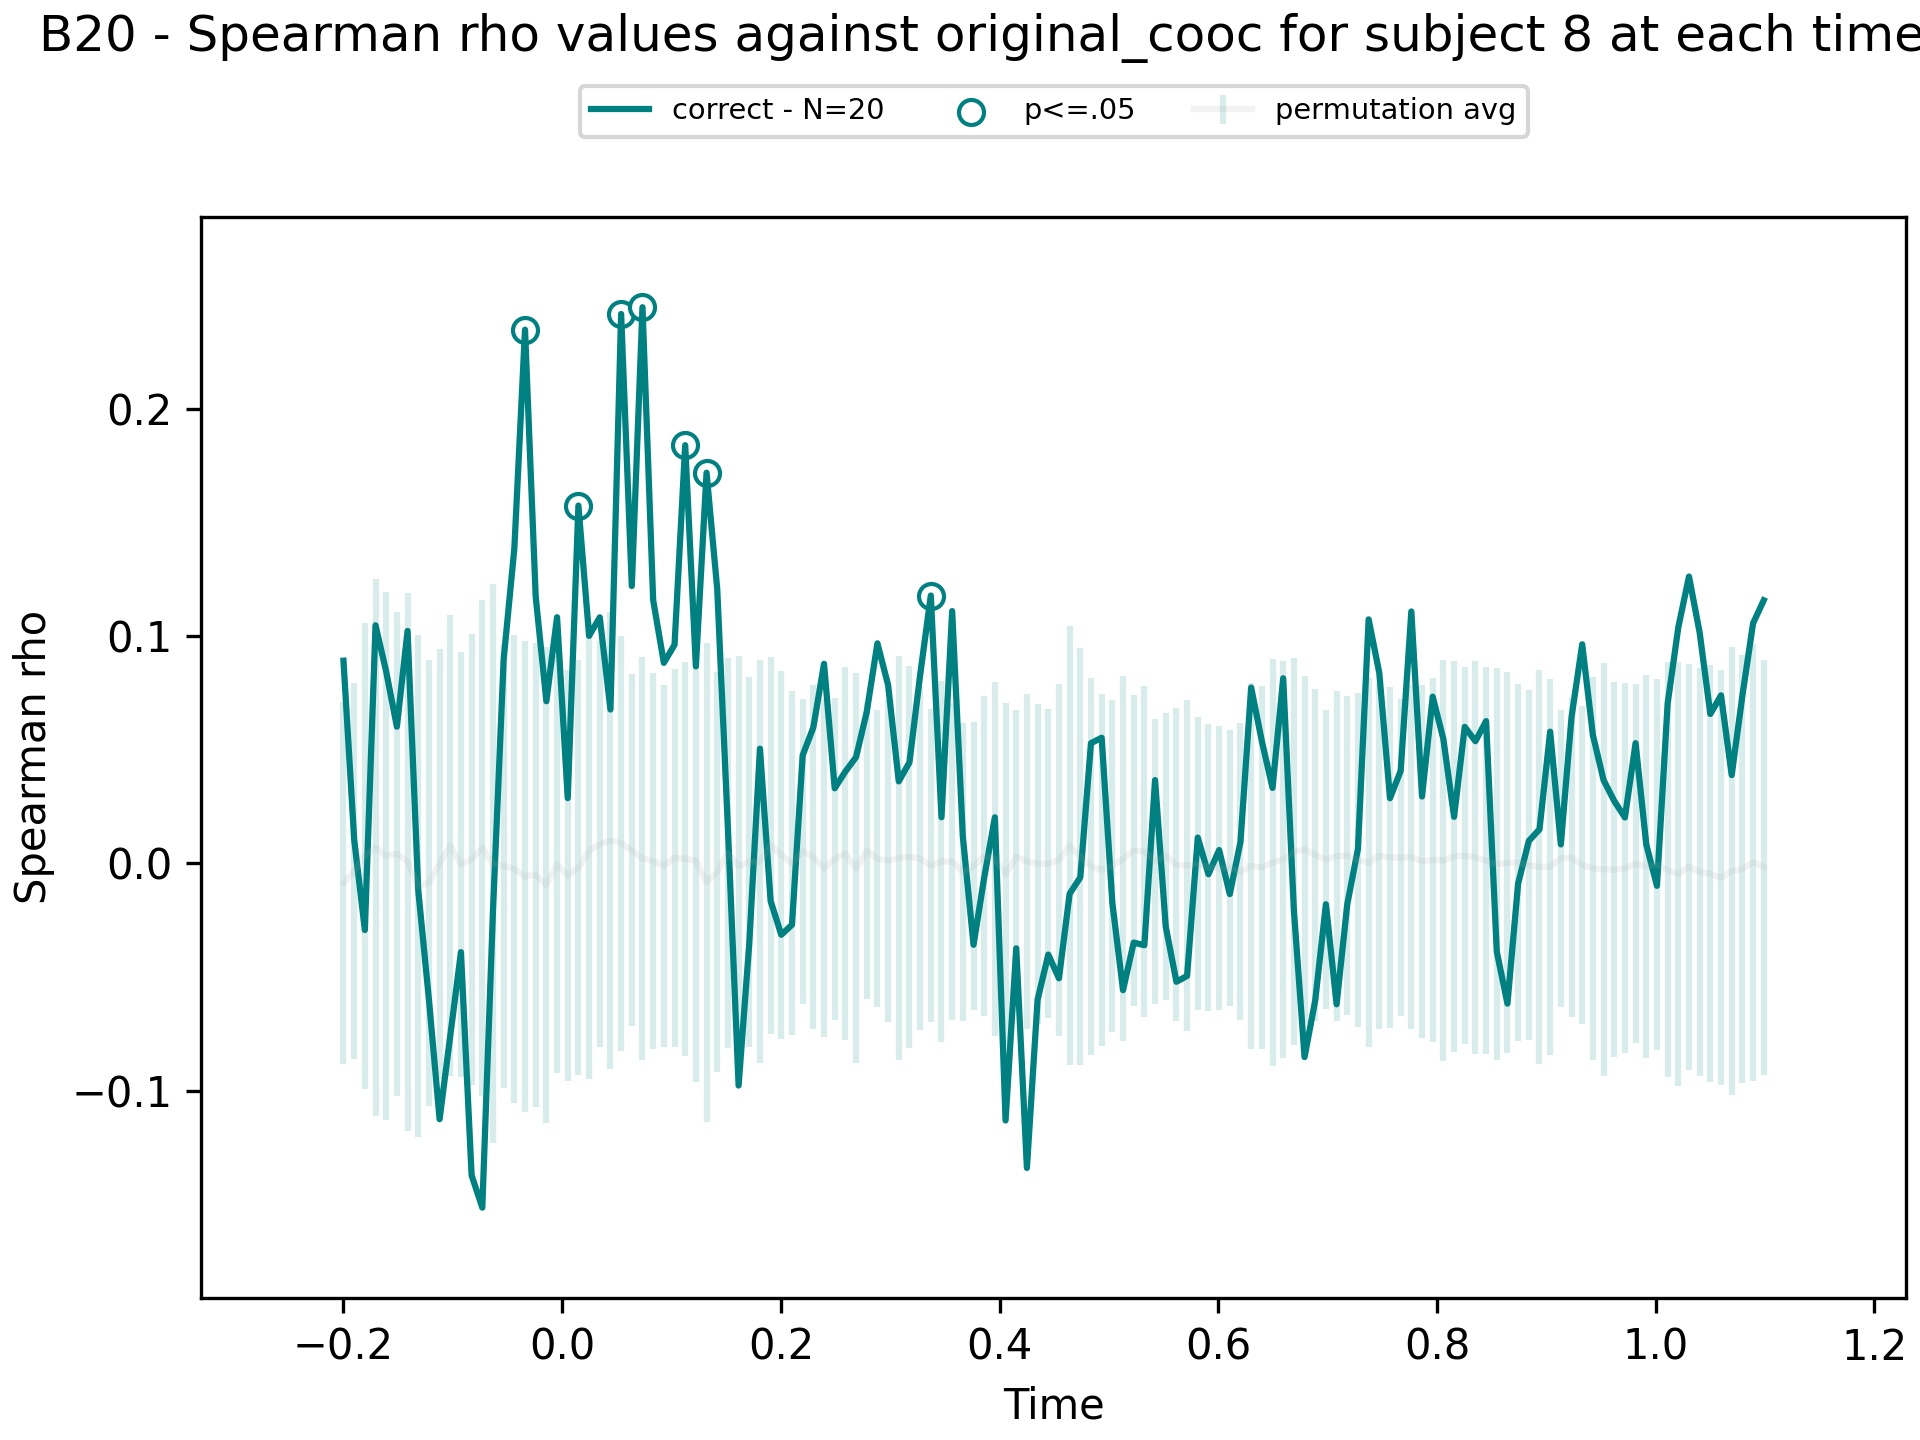 B20 - Spearman rho values against original_cooc for subject 8 at each time
correct - N=20 p<=.05 permutation avg
Spearman rho
0.2
0.1
0.0
−0.1
−0.2 0.0 0.2 0.4 0.6 0.8 1.0 1.2
Time